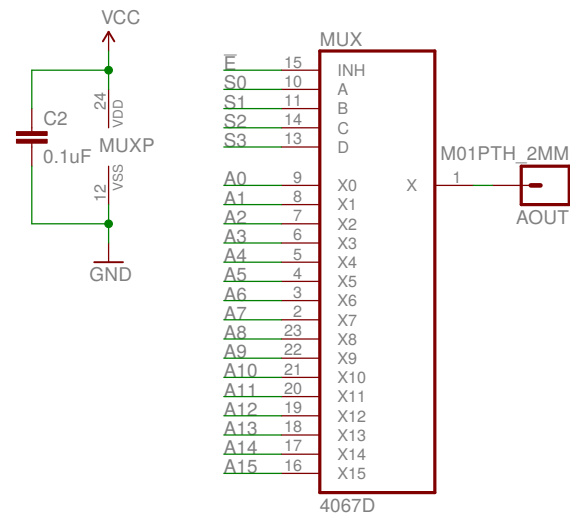 VCC
24
VDD
C2
0.1uF
MUXP
VSS
12
GND
MUX
E̅ 15 INH
S0 10 A
S1 11 B
S2 14 C
S3 13 D
A0 9 X0 X 1
A1 8 X1
A2 7 X2
A3 6 X3
A4 5 X4
A5 4 X5
A6 3 X6
A7 2 X7
A8 23 X8
A9 22 X9
A10 21 X10
A11 20 X11
A12 19 X12
A13 18 X13
A14 17 X14
A15 16 X15
4067D
M01PTH_2MM
AOUT